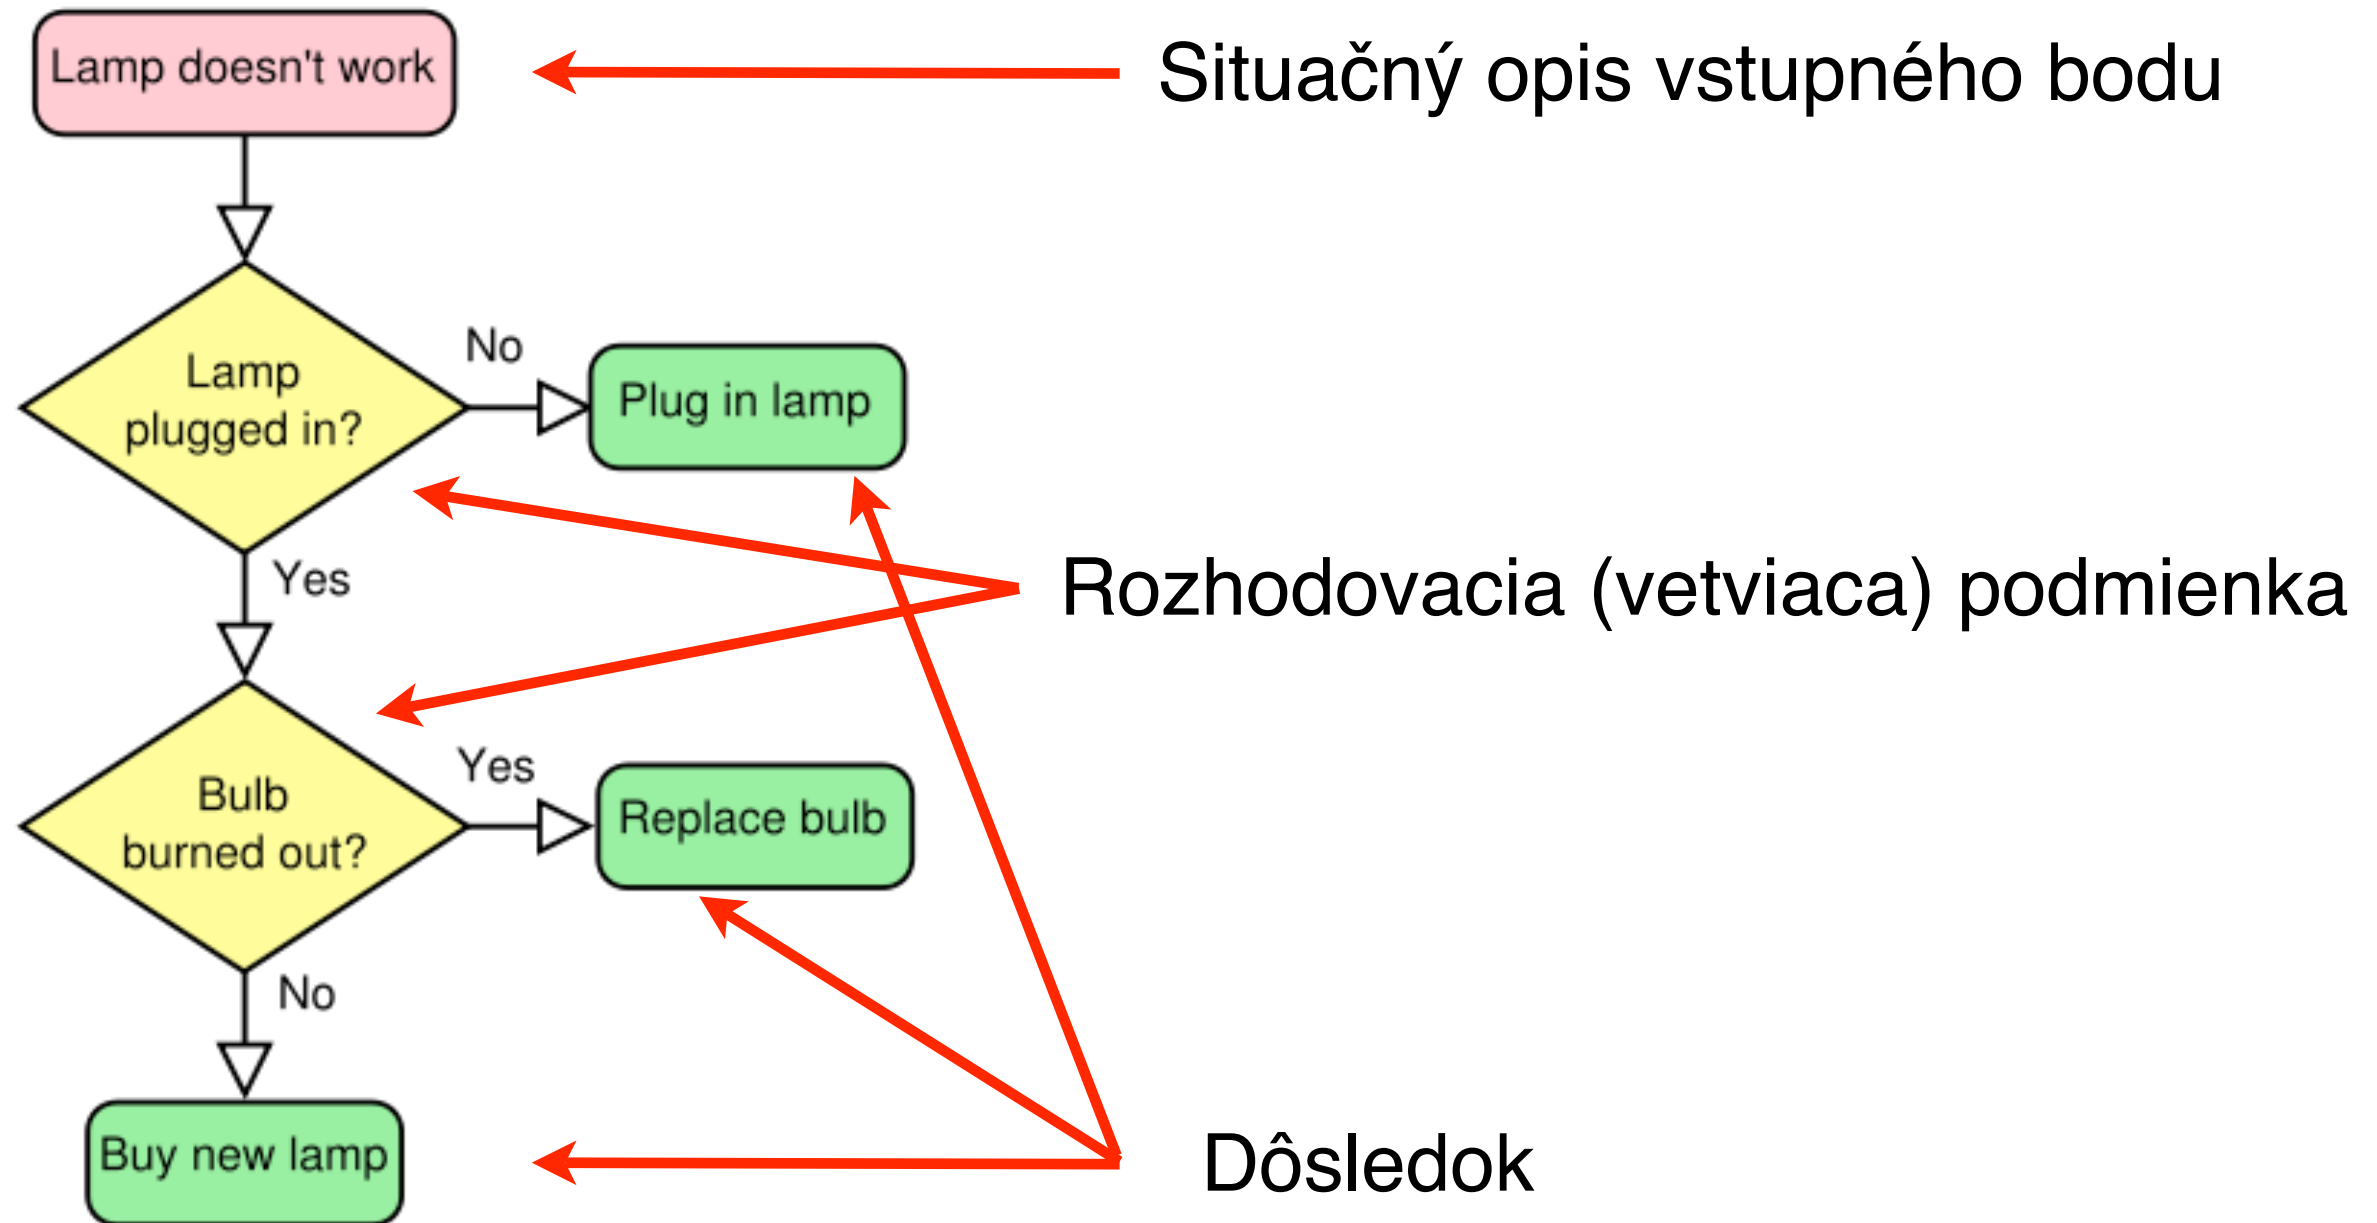 Lamp doesn't work
Situačný opis vstupného bodu
Lamp
plugged in?
No
Plug in lamp
Yes
Rozhodovacia (vetviaca) podmienka
Bulb
burned out?
Yes
Replace bulb
No
Buy new lamp
Dôsledok